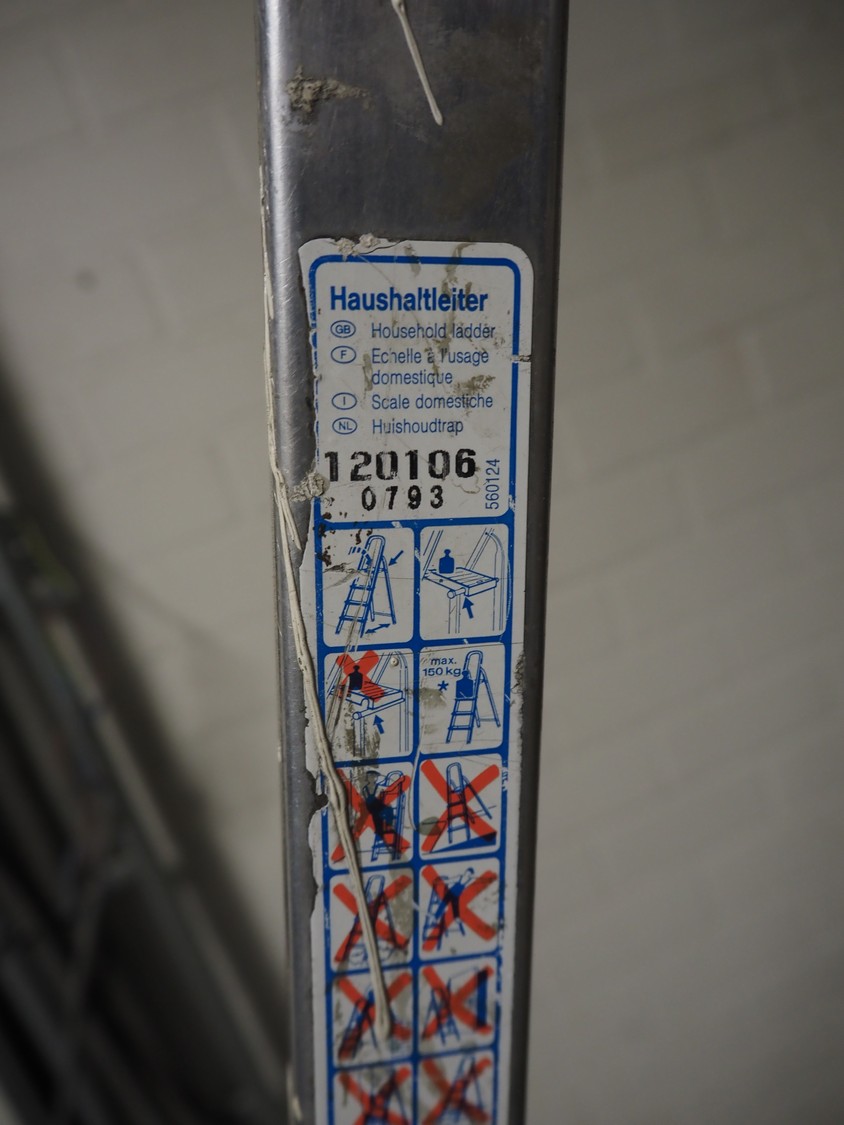 Haushaltleiter
GB Household ladder
F Echelle à l'usage
domestique
I Scale domestiche
NL Huishoudtrap
120106
0793
560124
max.
150 kg
*